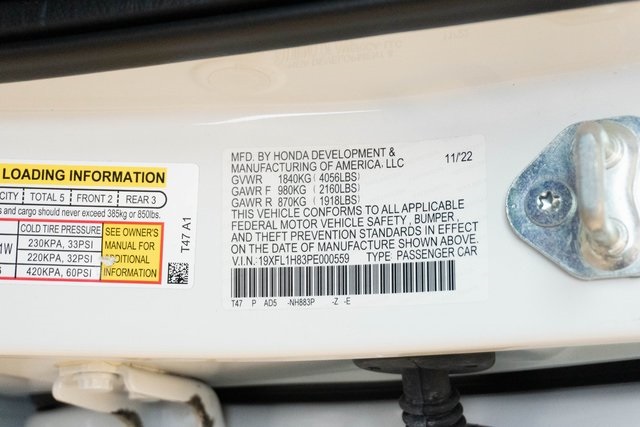 LOADING INFORMATION
CITY TOTAL 5 FRONT 2 REAR 3
s and cargo should never exceed 385kg or 850lbs.
COLD TIRE PRESSURE
SEE OWNER'S
MANUAL FOR
ADDITIONAL
INFORMATION
1W 230KPA, 33PSI
220KPA, 32PSI
420KPA, 60PSI
T47 A1
MFD. BY HONDA DEVELOPMENT &
MANUFACTURING OF AMERICA, LLC 11/'22
GVWR 1840KG ( 4056LBS)
GAWR F 980KG (2160LBS)
GAWR R 870KG (1918LBS)
THIS VEHICLE CONFORMS TO ALL APPLICABLE
FEDERAL MOTOR VEHICLE SAFETY , BUMPER,
AND THEFT PREVENTION STANDARDS IN EFFECT
ON THE DATE OF MANUFACTURE SHOWN ABOVE.
V.I.N.:19XFL1H83PE000559 TYPE: PASSENGER CAR
T47 P AD5 -NH883P -Z -E